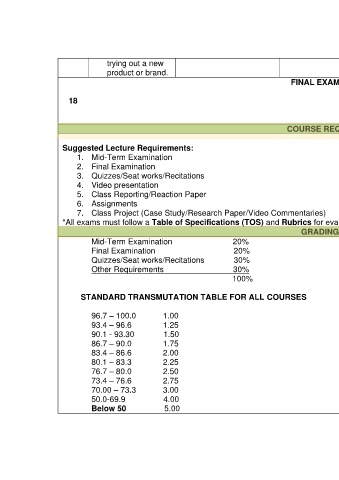 trying out a new
product or brand.
FINAL EXAM
18
COURSE REQ
Suggested Lecture Requirements:
1. Mid-Term Examination
2. Final Examination
3. Quizzes/Seat works/Recitations
4. Video presentation
5. Class Reporting/Reaction Paper
6. Assignments
7. Class Project (Case Study/Research Paper/Video Commentaries)
*All exams must follow a Table of Specifications (TOS) and Rubrics for eva
GRADING
Mid-Term Examination 20%
Final Examination 20%
Quizzes/Seat works/Recitations 30%
Other Requirements 30%
100%
STANDARD TRANSMUTATION TABLE FOR ALL COURSES
96.7 – 100.0 1.00
93.4 – 96.6 1.25
90.1 - 93.30 1.50
86.7 – 90.0 1.75
83.4 – 86.6 2.00
80.1 – 83.3 2.25
76.7 – 80.0 2.50
73.4 – 76.6 2.75
70.00 – 73.3 3.00
50.0-69.9 4.00
Below 50 5.00